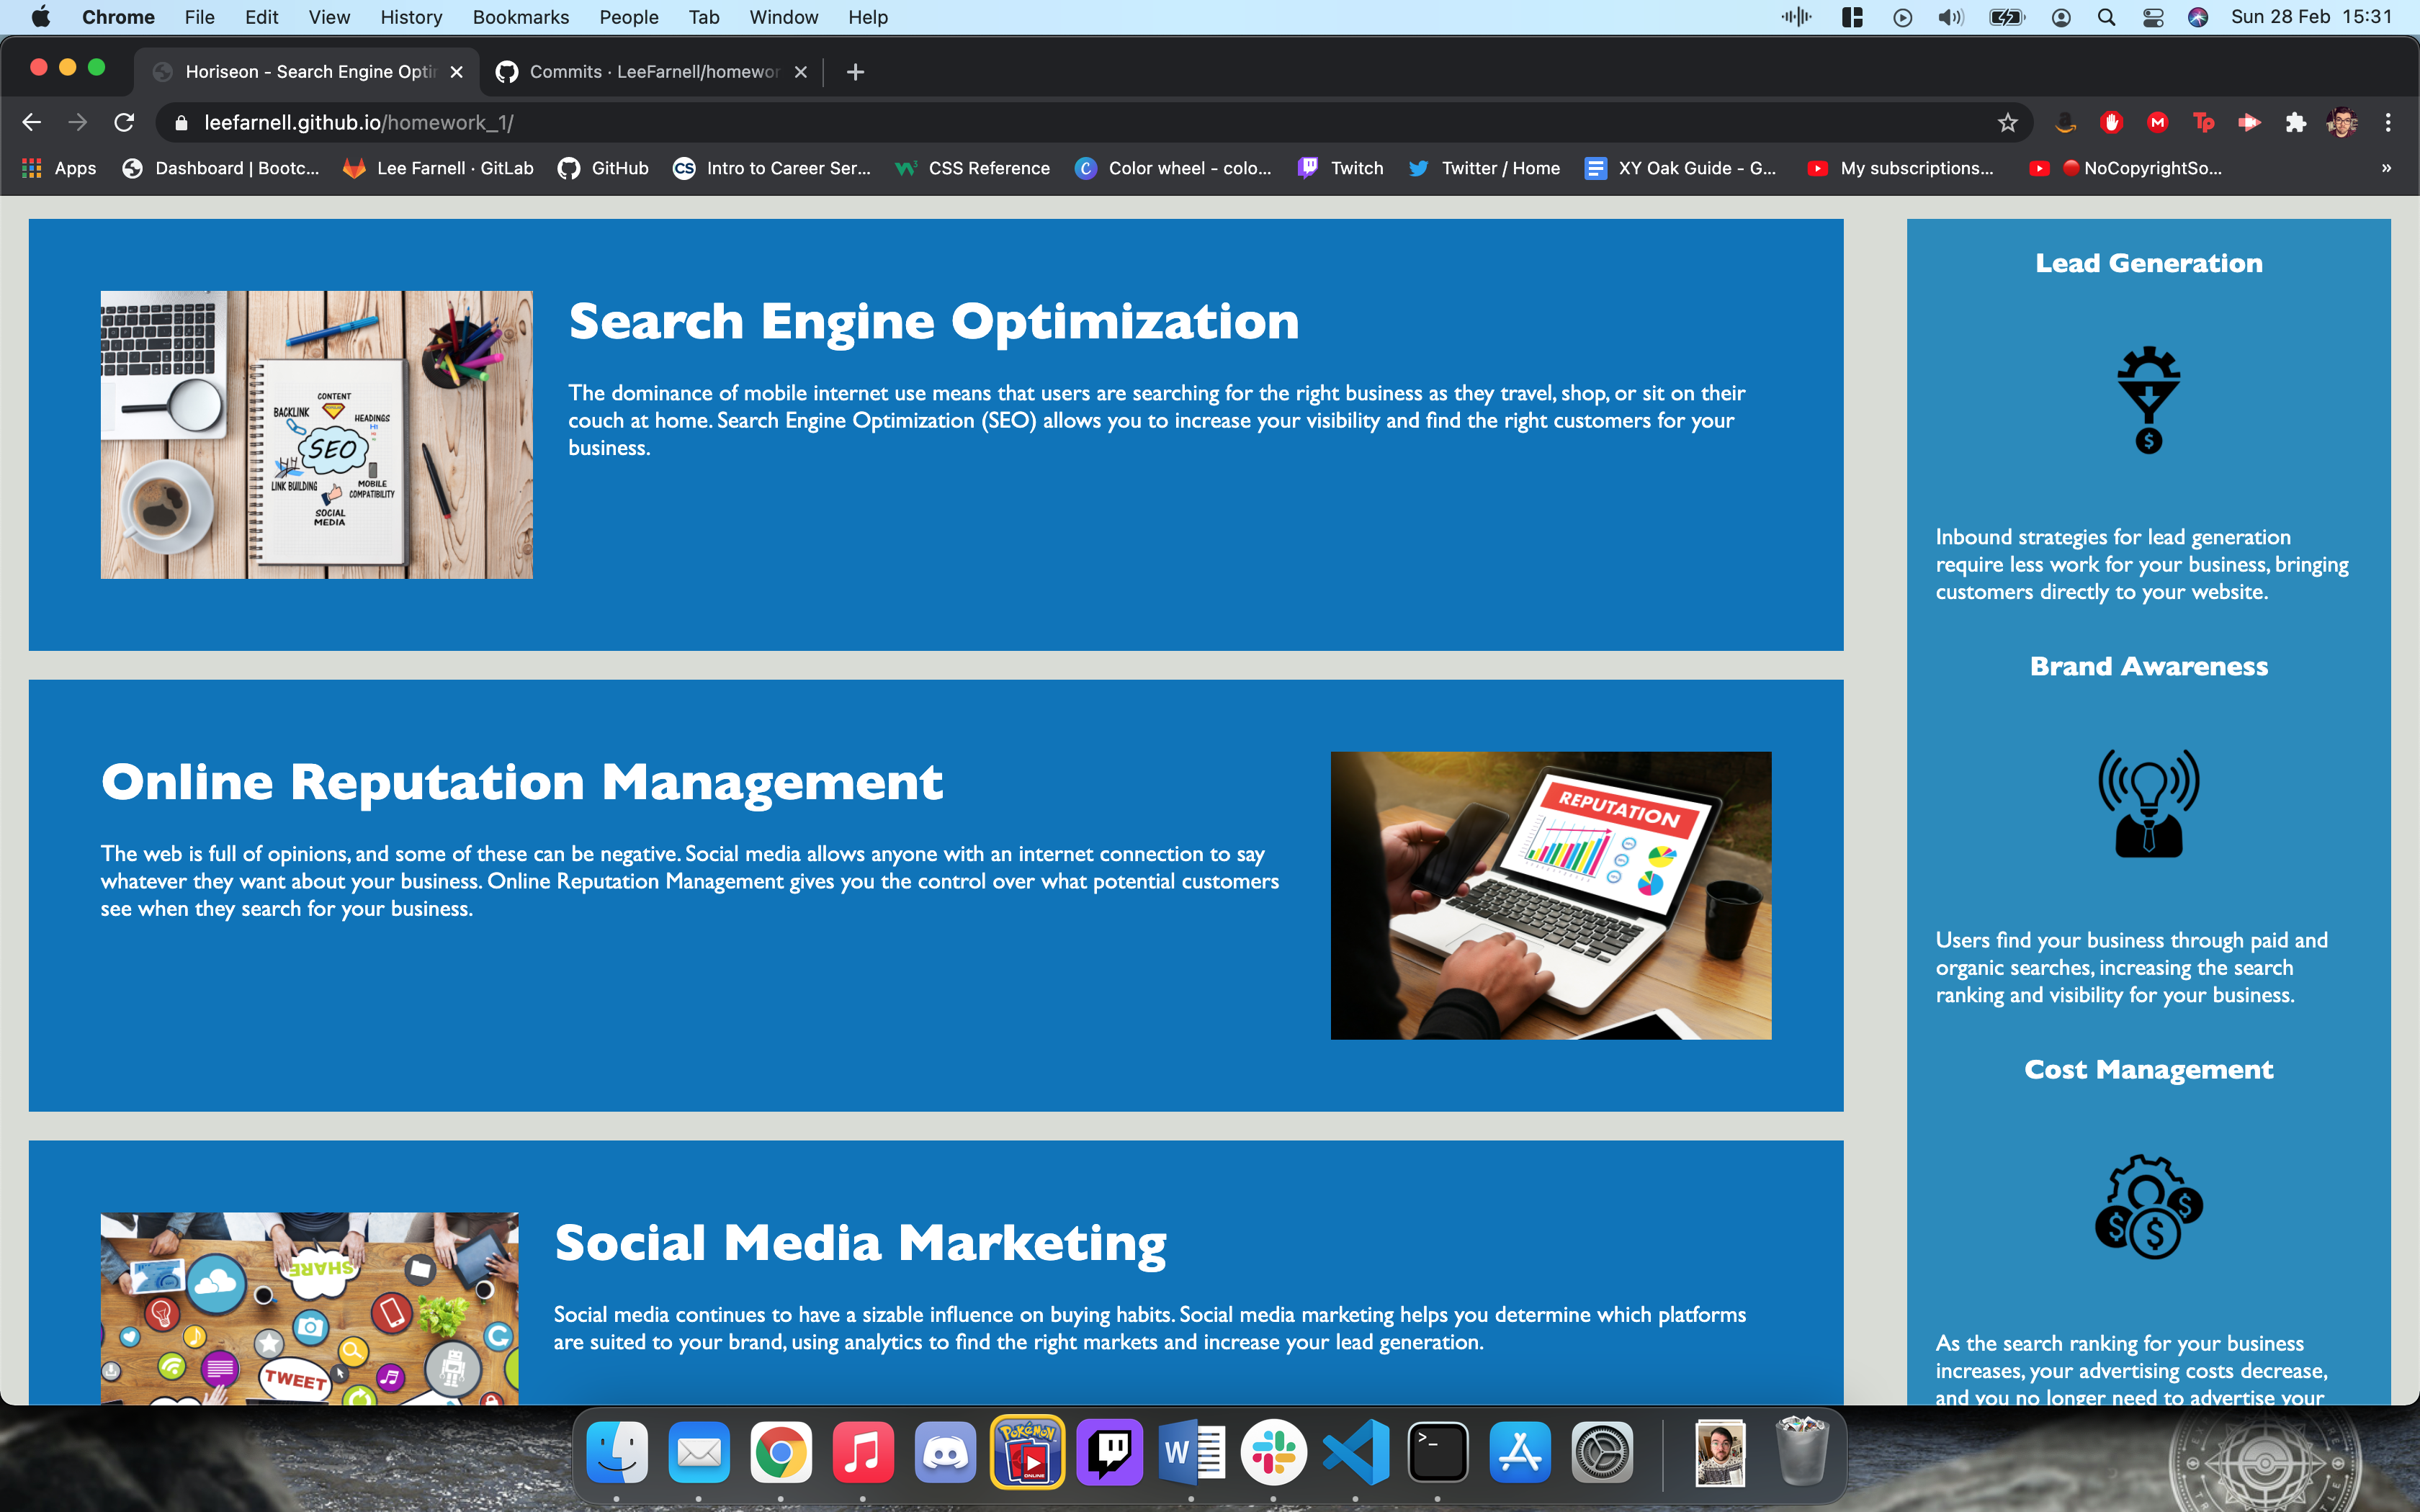 Chrome File Edit View History Bookmarks People Tab Window Help Sun 28 Feb 15:31
Horiseon - Search Engine Optir Commits · LeeFarnell/homewor
leefarnell.github.io/homework_1/
Apps Dashboard | Bootc... Lee Farnell · GitLab GitHub CS Intro to Career Ser... CSS Reference Color wheel - colo... Twitch Twitter / Home XY Oak Guide - G... My subscriptions... NoCopyrightSo... »
Search Engine Optimization
The dominance of mobile internet use means that users are searching for the right business as they travel, shop, or sit on their
couch at home. Search Engine Optimization (SEO) allows you to increase your visibility and find the right customers for your
business.
CONTENT
BACKLINK
HEADINGS
H1
SEO
LINK BUILDING
MOBILE
COMPATIBILITY
SOCIAL
MEDIA
Online Reputation Management
The web is full of opinions, and some of these can be negative. Social media allows anyone with an internet connection to say
whatever they want about your business. Online Reputation Management gives you the control over what potential customers
see when they search for your business.
REPUTATION
Social Media Marketing
Social media continues to have a sizable influence on buying habits. Social media marketing helps you determine which platforms
are suited to your brand, using analytics to find the right markets and increase your lead generation.
SHARE
TWEET
Lead Generation
$
Inbound strategies for lead generation
require less work for your business, bringing
customers directly to your website.
Brand Awareness
Users find your business through paid and
organic searches, increasing the search
ranking and visibility for your business.
Cost Management
$ $ $
As the search ranking for your business
increases, your advertising costs decrease,
and you no longer need to advertise your
Pokémon
ONLINE
W
>_